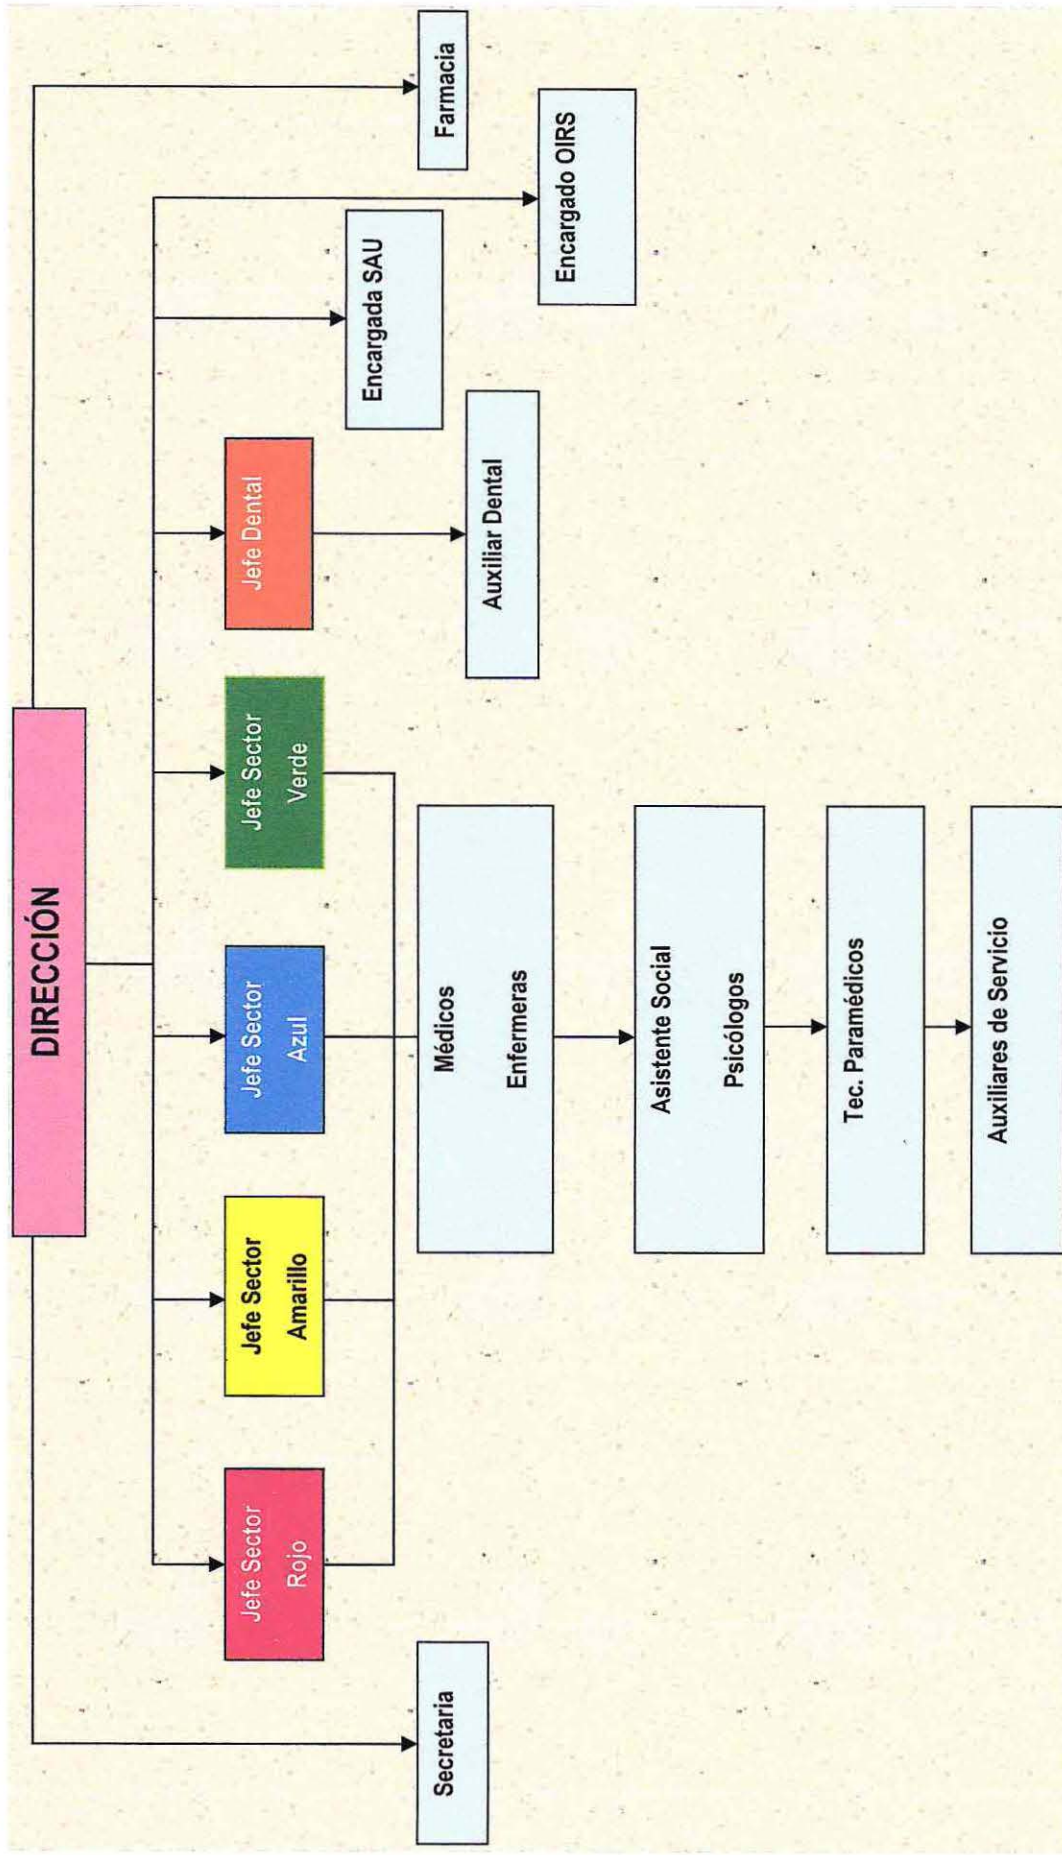 DIRECCIÓN
Secretaria
Jefe Sector
Rojo
Jefe Sector
Amarillo
Jefe Sector
Azul
Jefe Sector
Verde
Jefe Dental
Encargada SAU
Encargado OIRS
Farmacia
Auxiliar Dental
Médicos
Enfermeras
Asistente Social
Psicólogos
Tec. Paramédicos
Auxiliares de Servicio